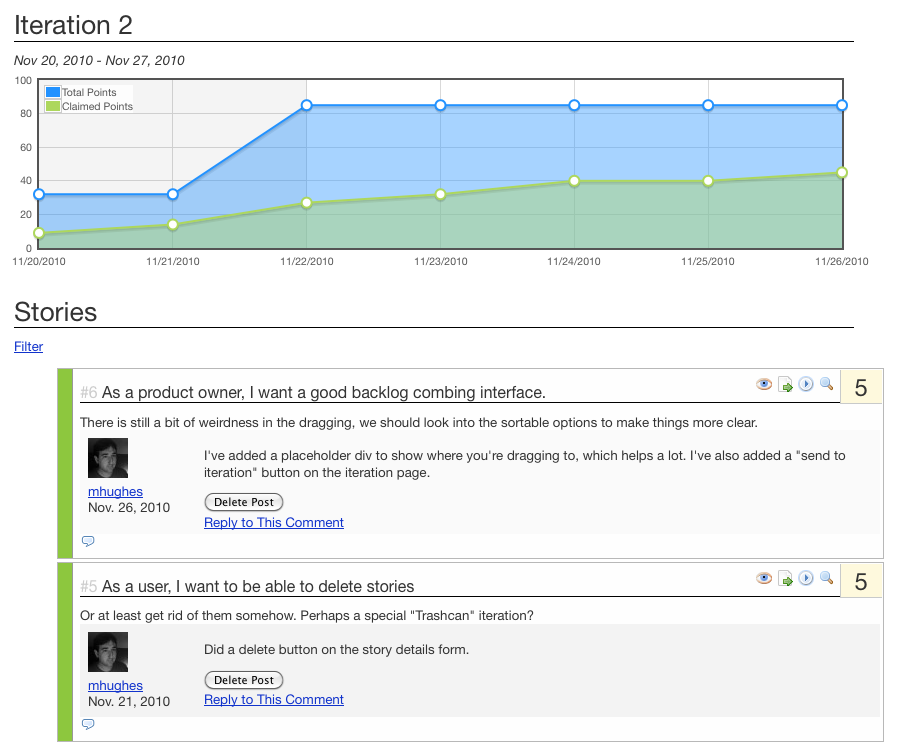 Iteration 2
Nov 20, 2010 - Nov 27, 2010
100
80
60
40
20
0
Total Points
Claimed Points
11/20/2010 11/21/2010 11/22/2010 11/23/2010 11/24/2010 11/25/2010 11/26/2010
Stories
Filter
#6 As a product owner, I want a good backlog combing interface.
5
There is still a bit of weirdness in the dragging, we should look into the sortable options to make things more clear.
I've added a placeholder div to show where you're dragging to, which helps a lot. I've also added a "send to
iteration" button on the iteration page.
mhughes
Nov. 26, 2010
Delete Post
Reply to This Comment
#5 As a user, I want to be able to delete stories
5
Or at least get rid of them somehow. Perhaps a special "Trashcan" iteration?
Did a delete button on the story details form.
mhughes
Nov. 21, 2010
Delete Post
Reply to This Comment